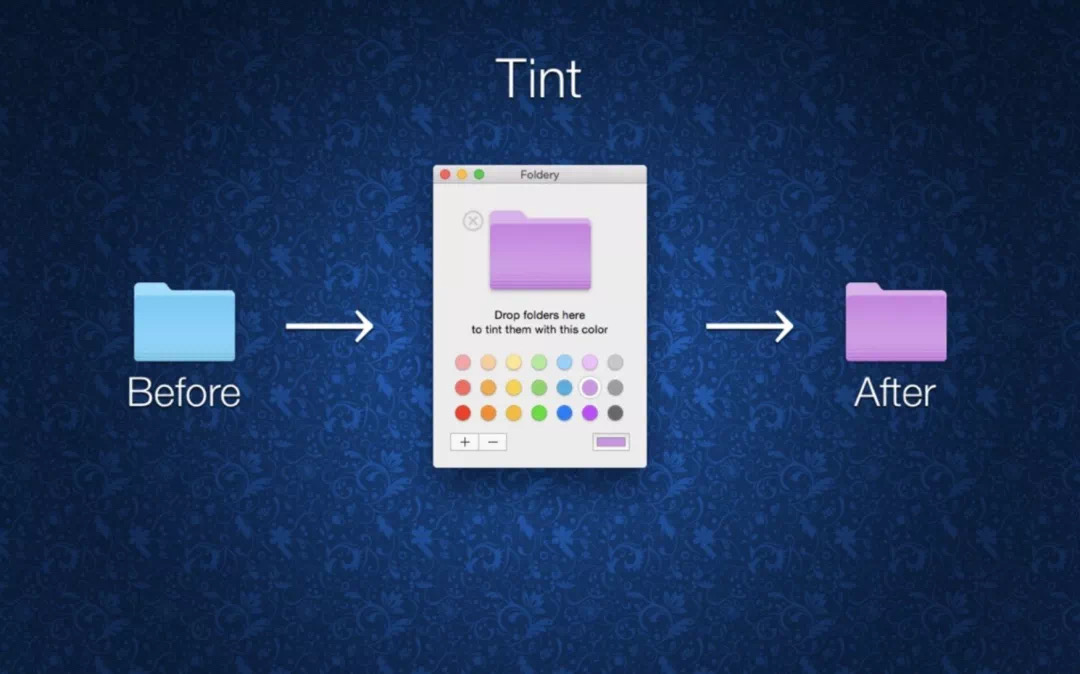 Tint
Foldery
Drop folders here
to tint them with this color
+ −
Before
After